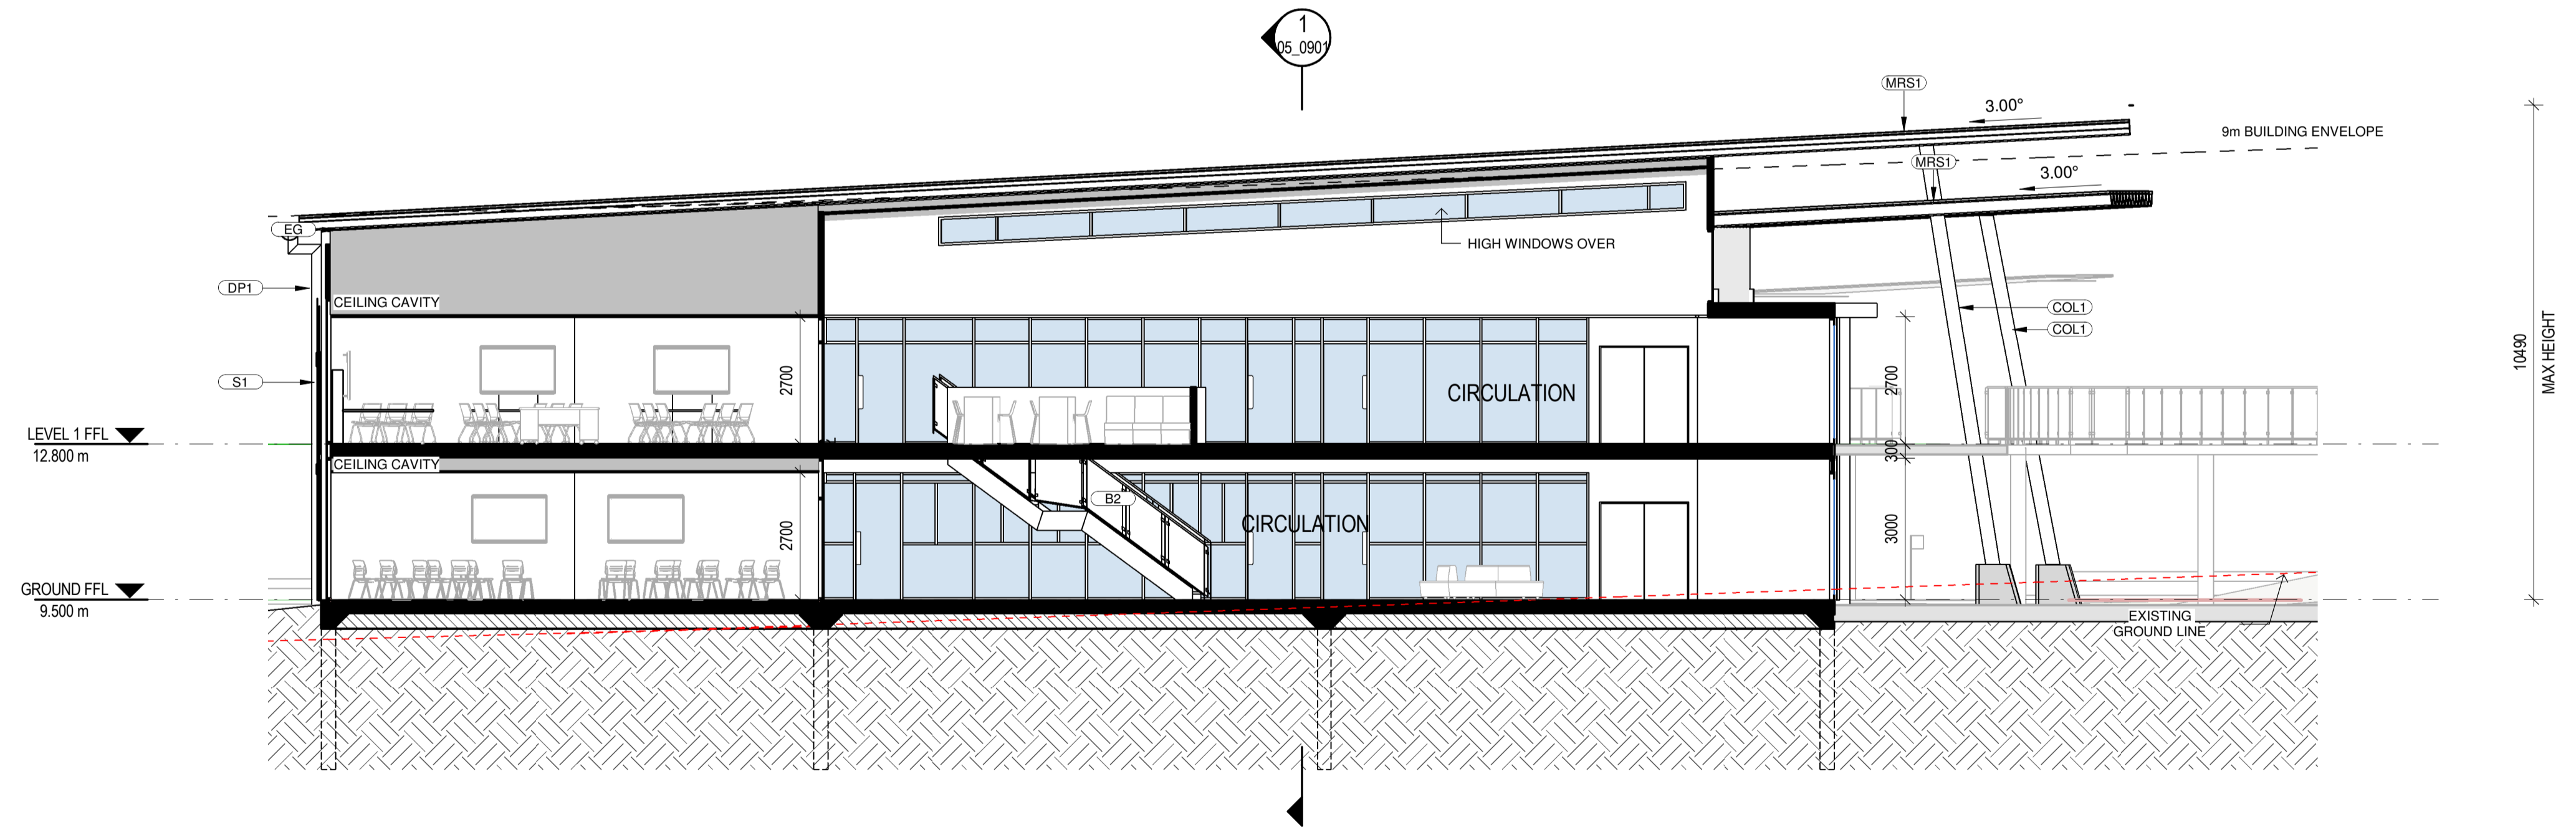 1
05_0901
MRS1
3.00°
9m BUILDING ENVELOPE
MRS1
3.00°
EG
HIGH WINDOWS OVER
DP1
CEILING CAVITY
COL1
COL1
10490
MAX HEIGHT
S1
2700
CIRCULATION
2700
LEVEL 1 FFL
12.800 m
CEILING CAVITY
300
B2
2700
CIRCULATION
3000
GROUND FFL
9.500 m
EXISTING
GROUND LINE